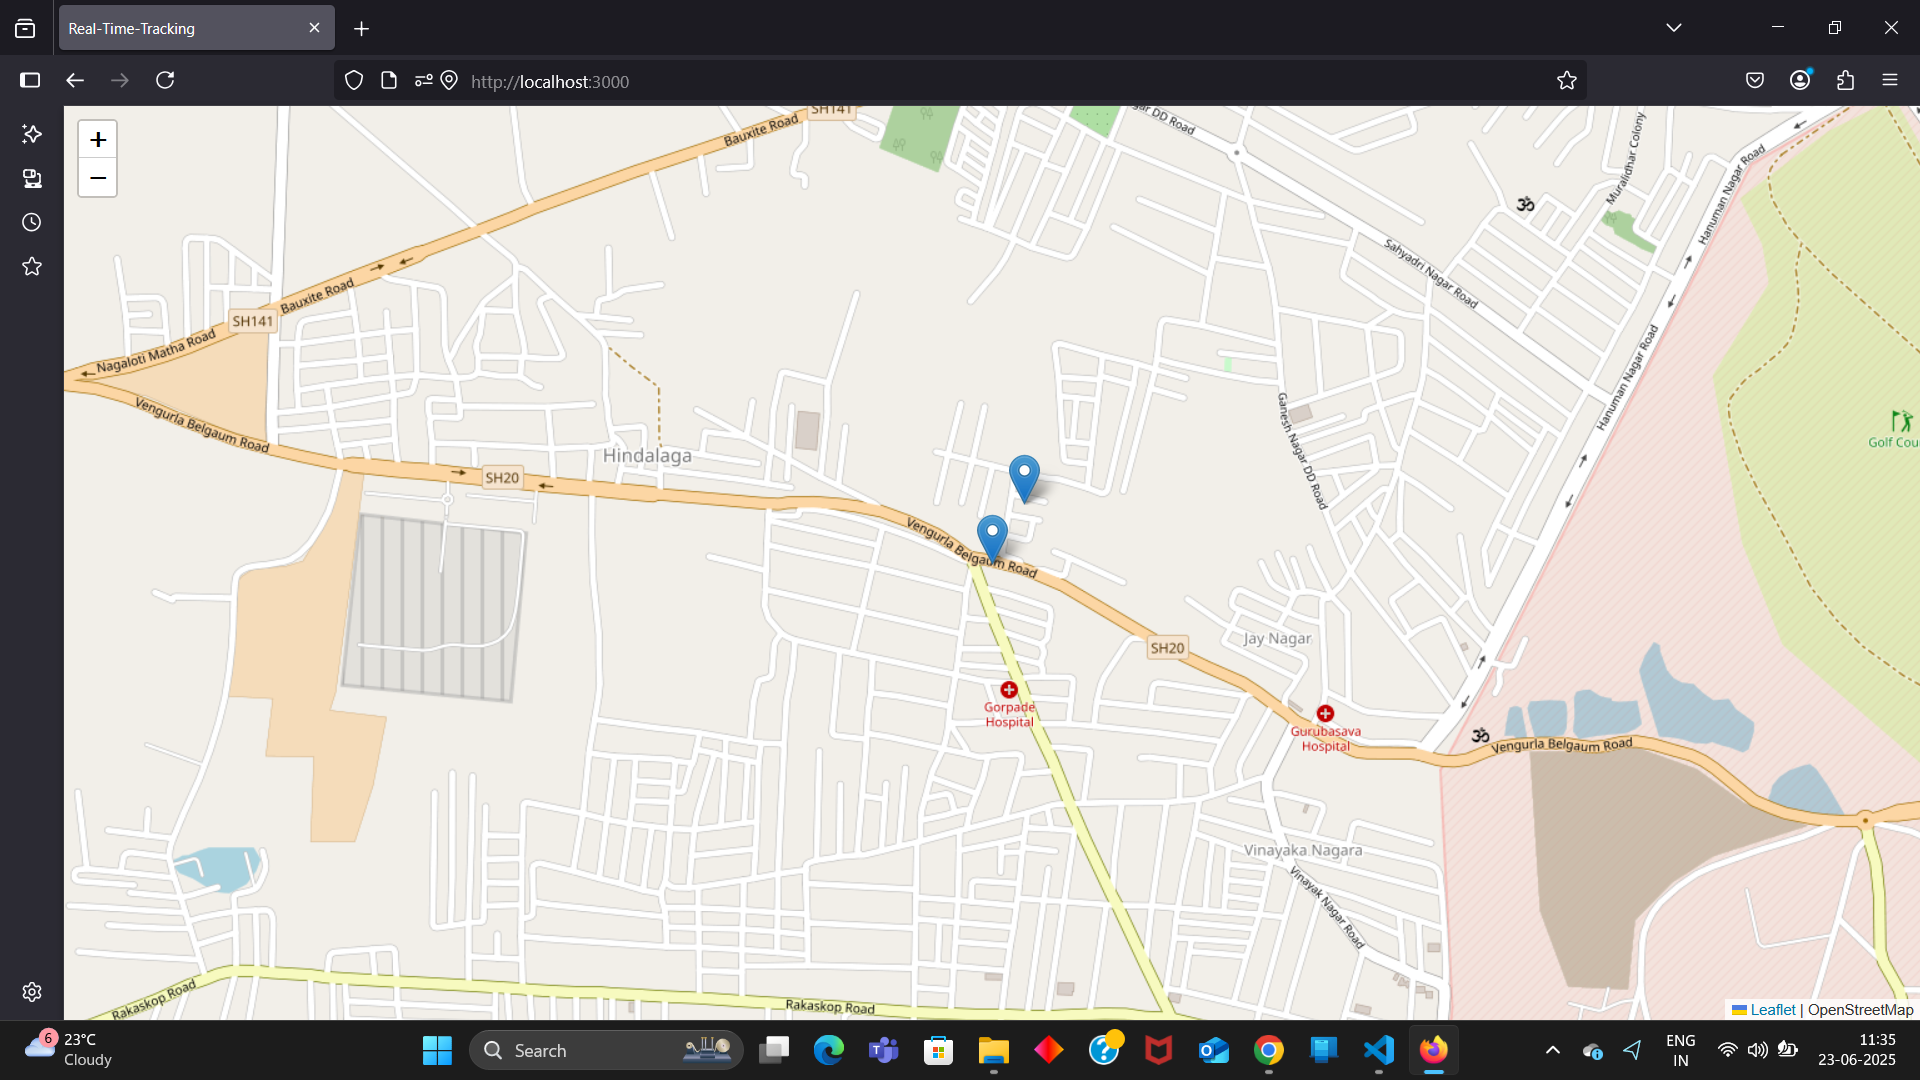 Real-Time-Tracking
http://localhost:3000
+
−
SH141
Bauxite Road
gar DD Road
Muralidhar Colony
Hanuman Nagar Road
ॐ
Sahyadri Nagar Road
Bauxite Road
SH141
Nagaloti Matha Road
Hanuman Nagar Road
Vengurla Belgaum Road
Ganesh Nagar DD Road
Golf Cou
Hindalaga
SH20
Vengurla Belgaum Road
Jay Nagar
SH20
Gorpade
Hospital
Gurubasava
Hospital
ॐ
Vengurla Belgaum Road
Vinayaka Nagara
Vinayak Nagar Road
Rakaskop Road
Rakaskop Road
Leaflet | OpenStreetMap
6
23°C
Cloudy
Search
ENG
IN
11:35
23-06-2025